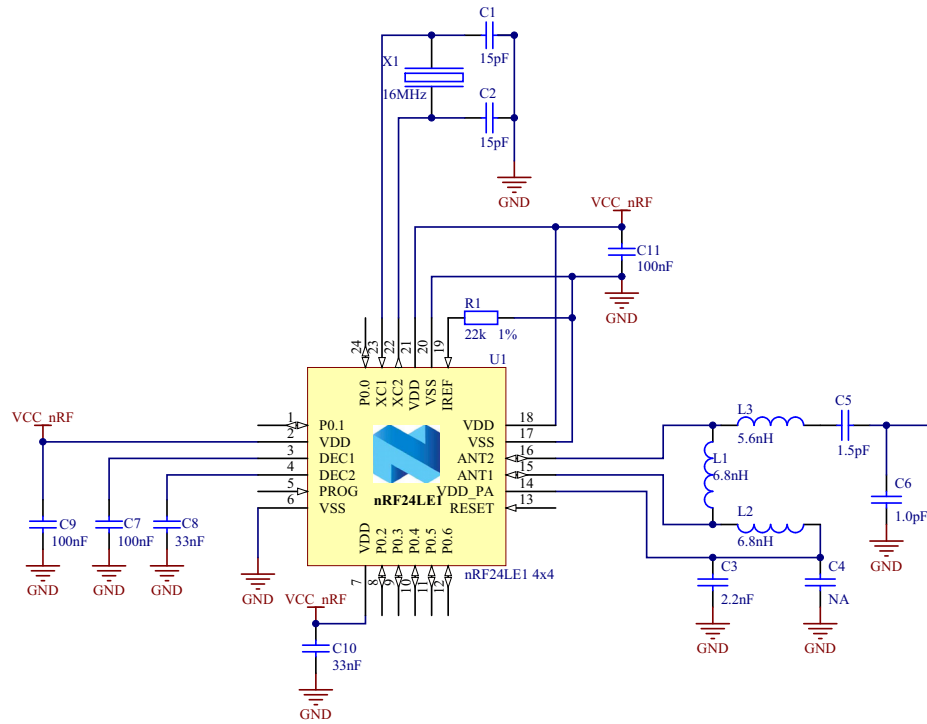 C1
15pF
X1
16MHz
C2
15pF
GND
VCC_nRF
C11
100nF
GND
R1
22k 1%
U1
24
23
22
21
20
19
P0.0
XC1
XC2
VDD
VSS
IREF
VCC_nRF
1
P0.1
2
VDD
3
DEC1
4
DEC2
5
PROG
6
VSS
VDD 18
VSS 17
ANT2 16
ANT1 15
VDD_PA 14
RESET 13
nRF24LE1
VDD
P0.2
P0.3
P0.4
P0.5
P0.6
7
8
9
10
11
12
nRF24LE1 4x4
C9
100nF
GND
C7
100nF
GND
C8
33nF
GND
GND
VCC_nRF
C10
33nF
GND
L3
5.6nH
C5
1.5pF
L1
6.8nH
L2
6.8nH
C6
1.0pF
GND
C3
2.2nF
GND
C4
NA
GND